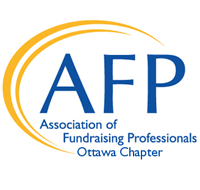 AFP
Association of
Fundraising Professionals
Ottawa Chapter